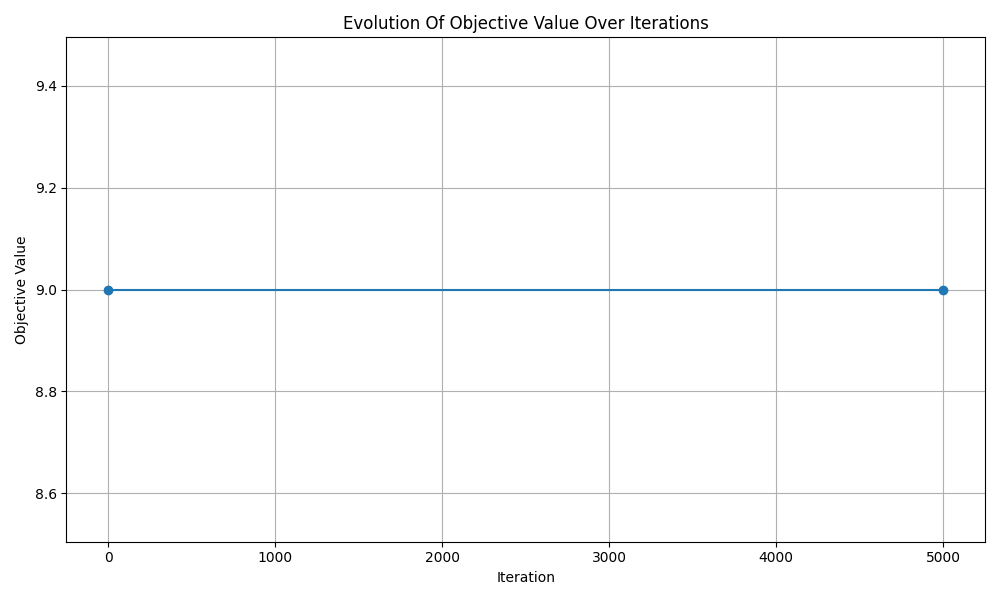 Evolution Of Objective Value Over Iterations
9.4
9.2
9.0
8.8
8.6
Objective Value
0 1000 2000 3000 4000 5000
Iteration